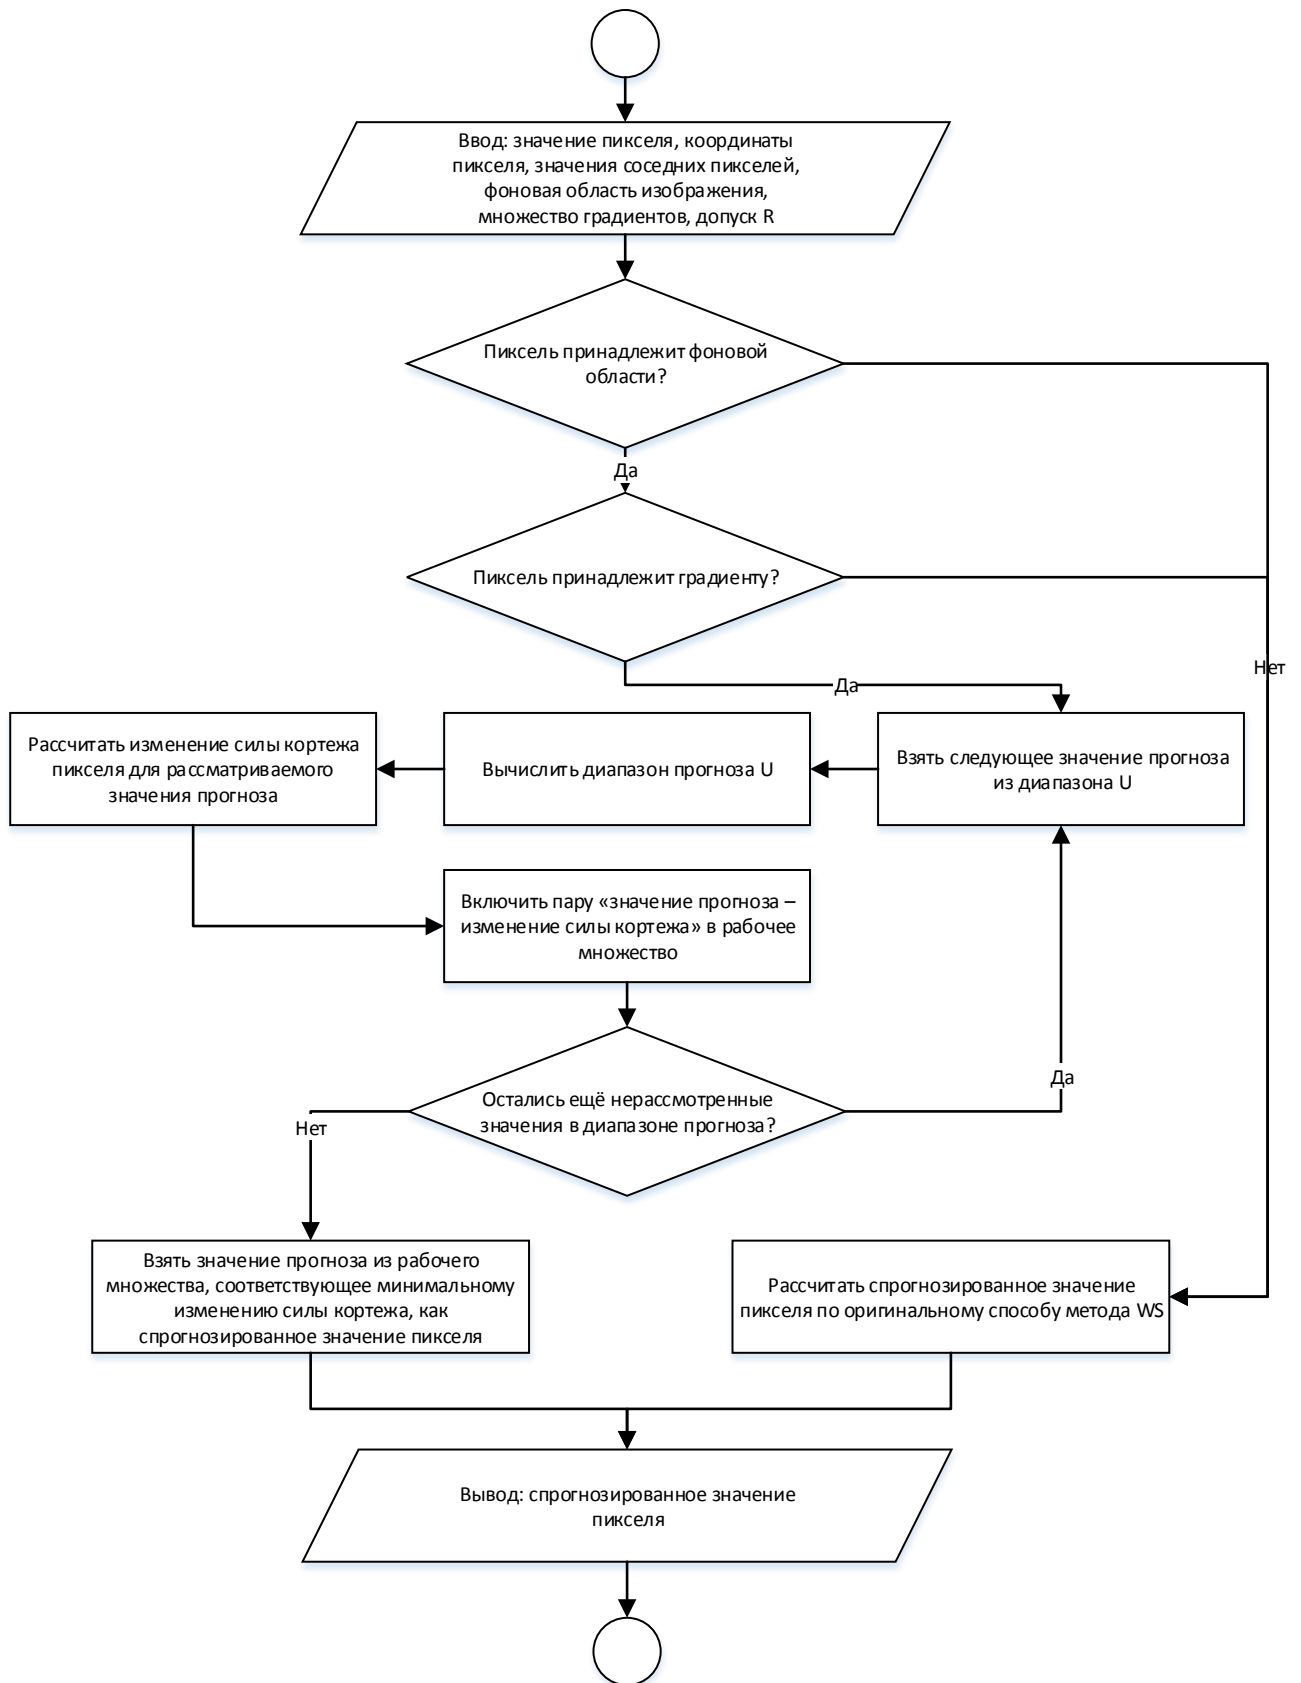 Ввод: значение пикселя, координаты
пикселя, значения соседних пикселей,
фоновая область изображения,
множество градиентов, допуск R
Пиксель принадлежит фоновой
области?
Да
Пиксель принадлежит градиенту?
Нет
Да
Рассчитать изменение силы кортежа
пикселя для рассматриваемого
значения прогноза
Вычислить диапазон прогноза U
Взять следующее значение прогноза
из диапазона U
Включить пару «значение прогноза –
изменение силы кортежа» в рабочее
множество
Да
Остались ещё нерассмотренные
значения в диапазоне прогноза?
Нет
Взять значение прогноза из рабочего
множества, соответствующее минимальному
изменению силы кортежа, как
спрогнозированное значение пикселя
Рассчитать спрогнозированное значение
пикселя по оригинальному способу метода WS
Вывод: спрогнозированное значение
пикселя